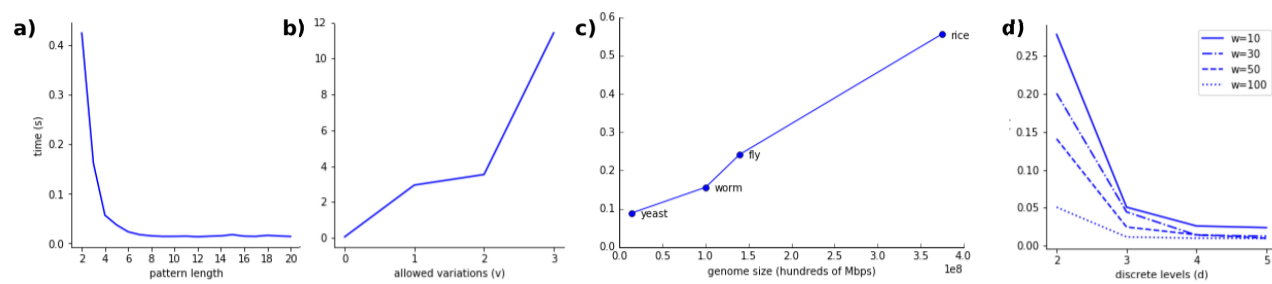 a)
time (s)
0.4
0.3
0.2
0.1
0.0
2 4 6 8 10 12 14 16 18 20
pattern length
b)
12
10
8
6
4
2
0
0 1 2 3
allowed variations (v)
c)
0.6
0.5
0.4
0.3
0.2
0.1
0.0
rice
fly
worm
yeast
0.0 0.5 1.0 1.5 2.0 2.5 3.0 3.5 4.0
1e8
genome size (hundreds of Mbps)
d)
w=10
w=30
w=50
w=100
0.25
0.20
0.15
0.10
0.05
0.00
2 3 4 5
discrete levels (d)